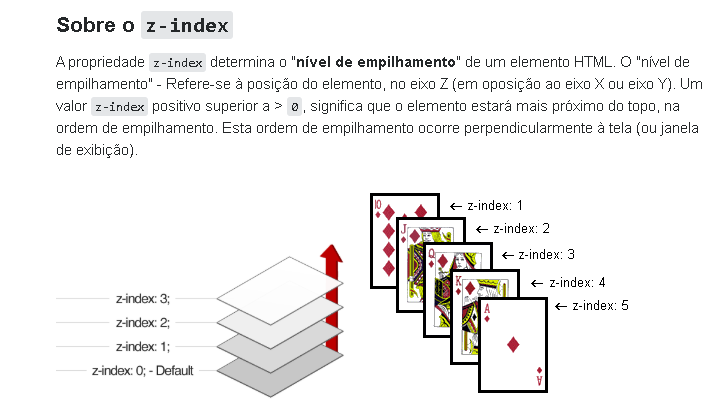 Sobre o z-index
A propriedade z-index determina o "nível de empilhamento" de um elemento HTML. O "nível de
empilhamento" - Refere-se à posição do elemento, no eixo Z (em oposição ao eixo X ou eixo Y). Um
valor z-index positivo superior a > 0, significa que o elemento estará mais próximo do topo, na
ordem de empilhamento. Esta ordem de empilhamento ocorre perpendicularmente à tela (ou janela
de exibição).
z-index: 3;
z-index: 2;
z-index: 1;
z-index: 0; - Default
10
← z-index: 1
J
← z-index: 2
Q
← z-index: 3
K
← z-index: 4
A
← z-index: 5
A